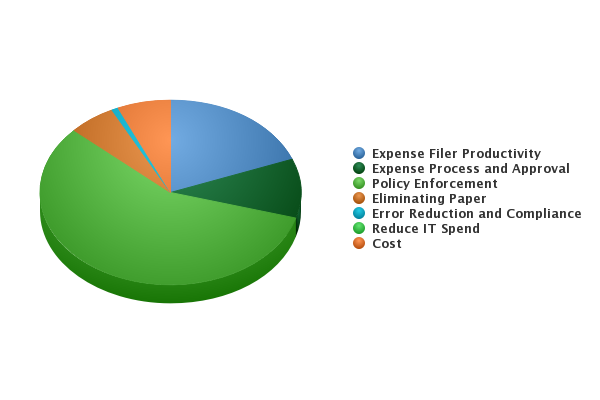 Expense Filer Productivity
Expense Process and Approval
Policy Enforcement
Eliminating Paper
Error Reduction and Compliance
Reduce IT Spend
Cost